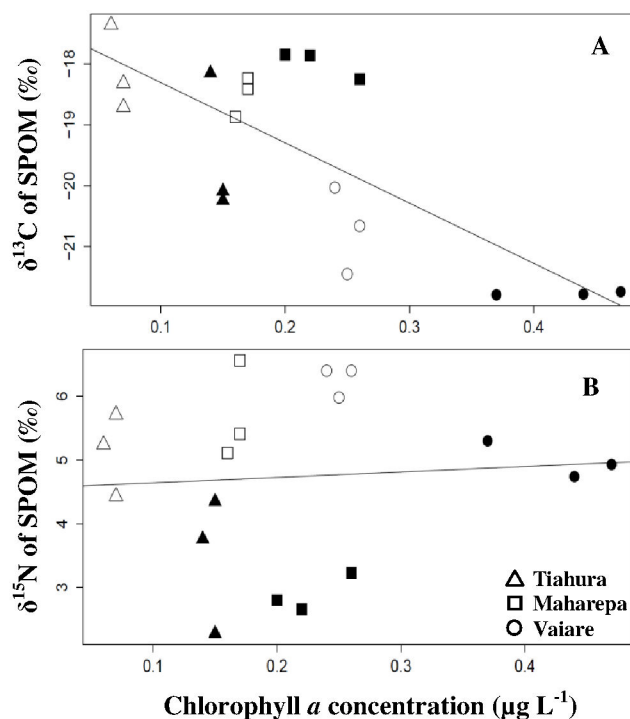 A
δ¹³C of SPOM (‰)
−18
−19
−20
−21
0.1 0.2 0.3 0.4
B
δ¹⁵N of SPOM (‰)
6
5
4
3
△ Tiahura
□ Maharepa
○ Vaiare
0.1 0.2 0.3 0.4
Chlorophyll a concentration (µg L⁻¹)